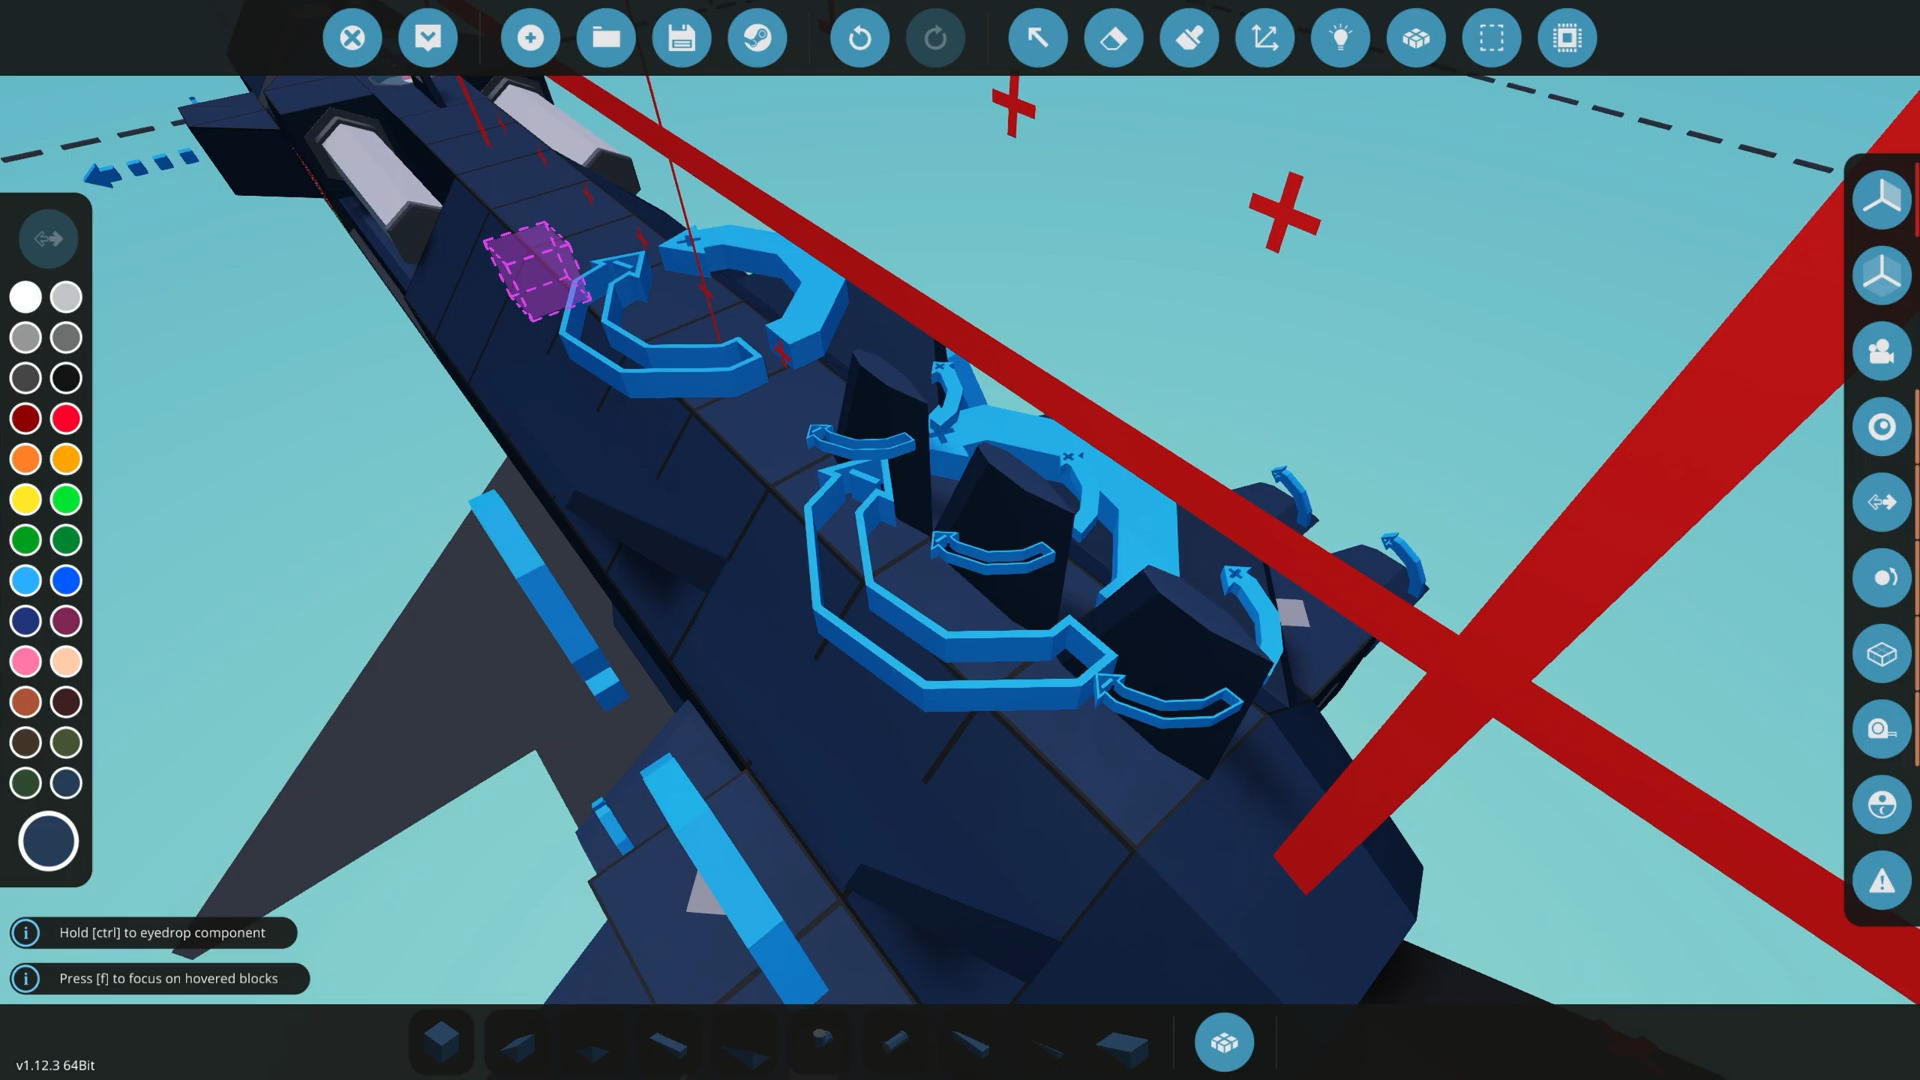 Hold [ctrl] to eyedrop component
Press [f] to focus on hovered blocks
v1.12.3 64Bit